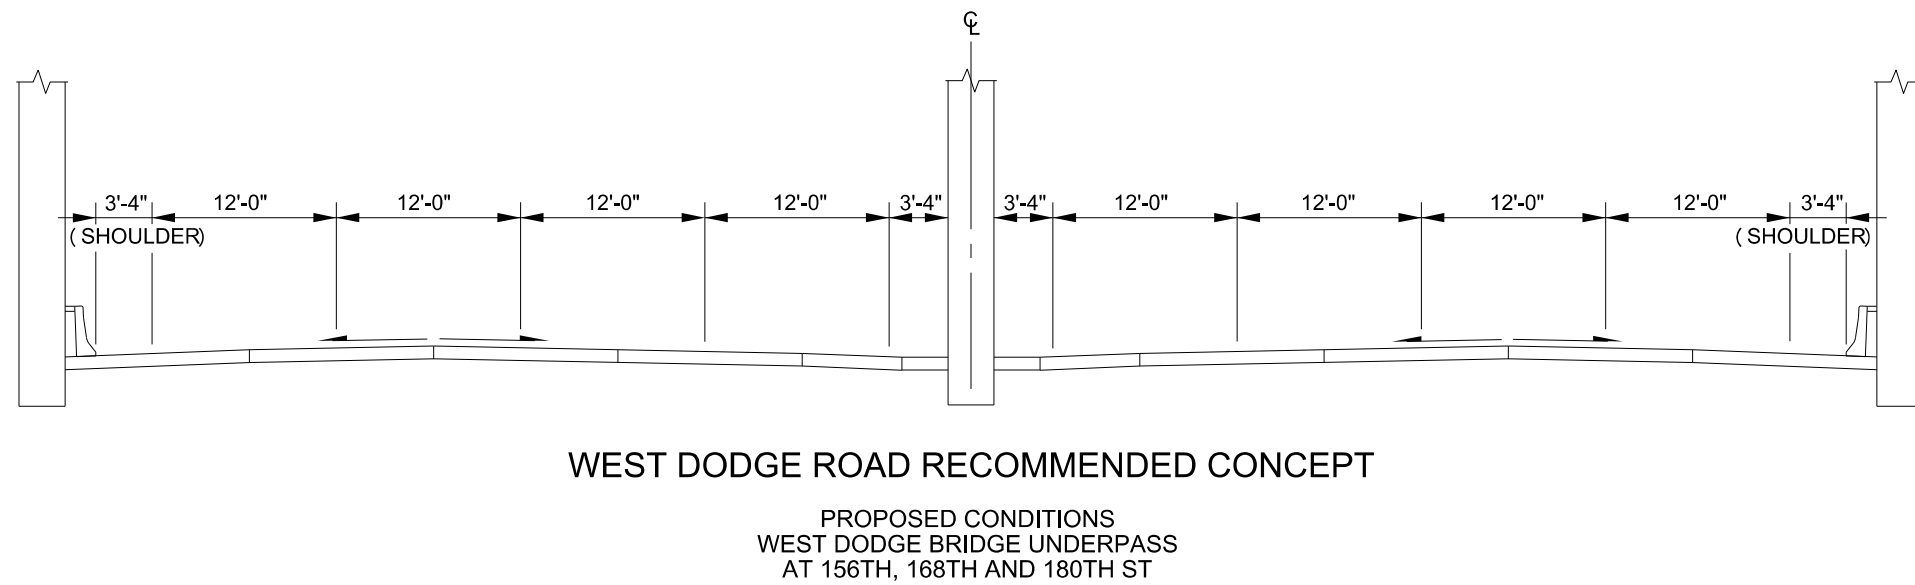 ℄
3'-4" 12'-0" 12'-0" 12'-0" 12'-0" 3'-4" 3'-4" 12'-0" 12'-0" 12'-0" 12'-0" 3'-4"
( SHOULDER) ( SHOULDER)
WEST DODGE ROAD RECOMMENDED CONCEPT
PROPOSED CONDITIONS
WEST DODGE BRIDGE UNDERPASS
AT 156TH, 168TH AND 180TH ST